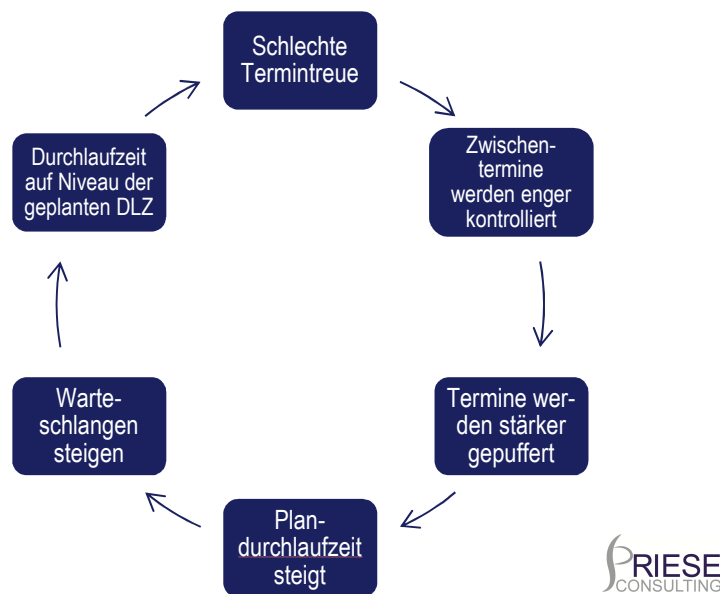 Schlechte
Termintreue
Zwischen-
termine
werden enger
kontrolliert
Termine wer-
den stärker
gepuffert
Plan-
durchlaufzeit
steigt
Warte-
schlangen
steigen
Durchlaufzeit
auf Niveau der
geplanten DLZ
PRIESE
CONSULTING